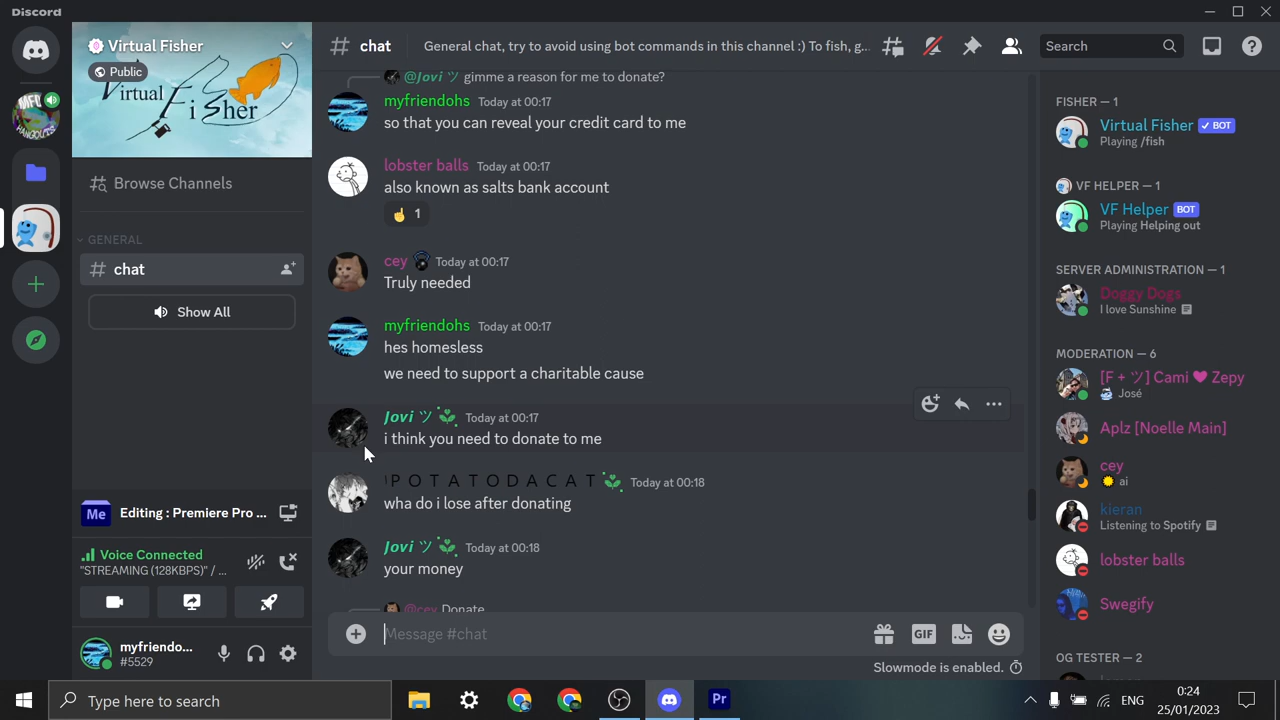 Discord
Virtual Fisher
Public
Virtual Fisher
Browse Channels
GENERAL
chat
Show All
Me
Editing : Premiere Pro ...
Voice Connected
"STREAMING (128KBPS)" / ...
myfriendo...
#5529
chat
General chat, try to avoid using bot commands in this channel :) To fish, g...
Search
@Jovi ツ gimme a reason for me to donate?
myfriendohs Today at 00:17
so that you can reveal your credit card to me
lobster balls Today at 00:17
also known as salts bank account
1
cey Today at 00:17
Truly needed
myfriendohs Today at 00:17
hes homesless
we need to support a charitable cause
Jovi ツ Today at 00:17
i think you need to donate to me
P O T A T O D A C A T Today at 00:18
wha do i lose after donating
Jovi ツ Today at 00:18
your money
@cey Donate
Message #chat
GIF
Slowmode is enabled.
FISHER — 1
Virtual Fisher ✓ BOT
Playing /fish
VF HELPER — 1
VF Helper BOT
Playing Helping out
SERVER ADMINISTRATION — 1
Doggy Dogs
I love Sunshine
MODERATION — 6
[F + ツ] Cami ♥ Zepy
José
Aplz [Noelle Main]
cey
ai
kieran
Listening to Spotify
lobster balls
Swegify
OG TESTER — 2
Type here to search
Pr
ENG
0:24
25/01/2023